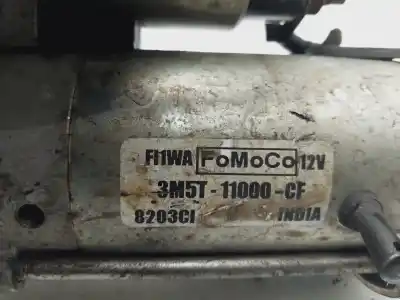 FI1WA FoMoCo 12V
3M5T-11000-CF
8203CI INDIA